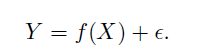 Y = f(X) + ϵ.